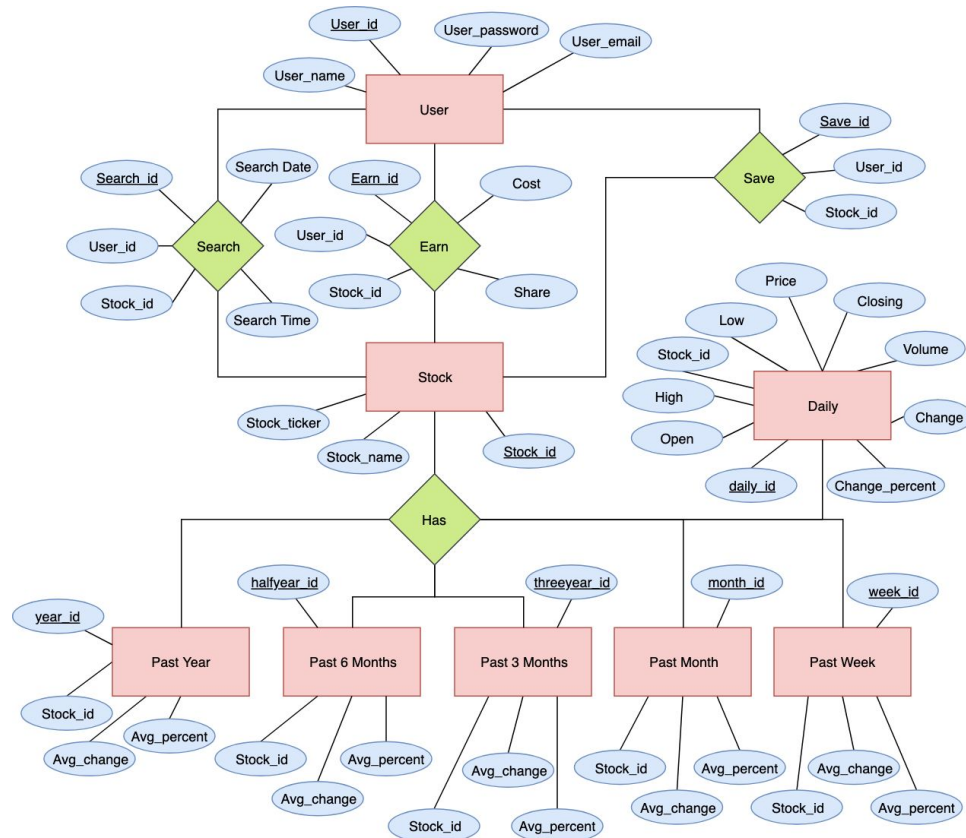 User_id
User_password
User_email
User_name
User
Save_id
Search_id
Search Date
Earn_id
Cost
User_id
Save
Stock_id
User_id
Search
User_id
Earn
Stock_id
Search Time
Stock_id
Share
Price
Closing
Low
Volume
Stock_id
Stock
High
Daily
Change
Stock_ticker
Open
Stock_name
Stock_id
daily_id
Change_percent
Has
halfyear_id
threeyear_id
month_id
week_id
year_id
Past Year
Past 6 Months
Past 3 Months
Past Month
Past Week
Stock_id
Avg_change
Avg_percent
Stock_id
Avg_change
Avg_percent
Stock_id
Avg_change
Avg_percent
Stock_id
Avg_change
Avg_percent
Stock_id
Avg_change
Avg_percent